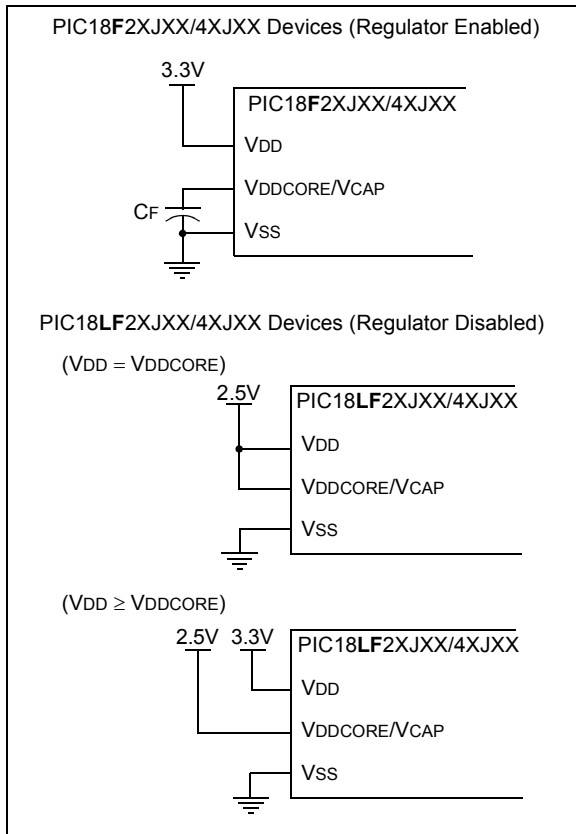 PIC18F2XJXX/4XJXX Devices (Regulator Enabled)
3.3V
PIC18F2XJXX/4XJXX
VDD
VDDCORE/VCAP
CF
VSS
PIC18LF2XJXX/4XJXX Devices (Regulator Disabled)
(VDD = VDDCORE)
2.5V
PIC18LF2XJXX/4XJXX
VDD
VDDCORE/VCAP
VSS
(VDD ≥ VDDCORE)
2.5V 3.3V
PIC18LF2XJXX/4XJXX
VDD
VDDCORE/VCAP
VSS